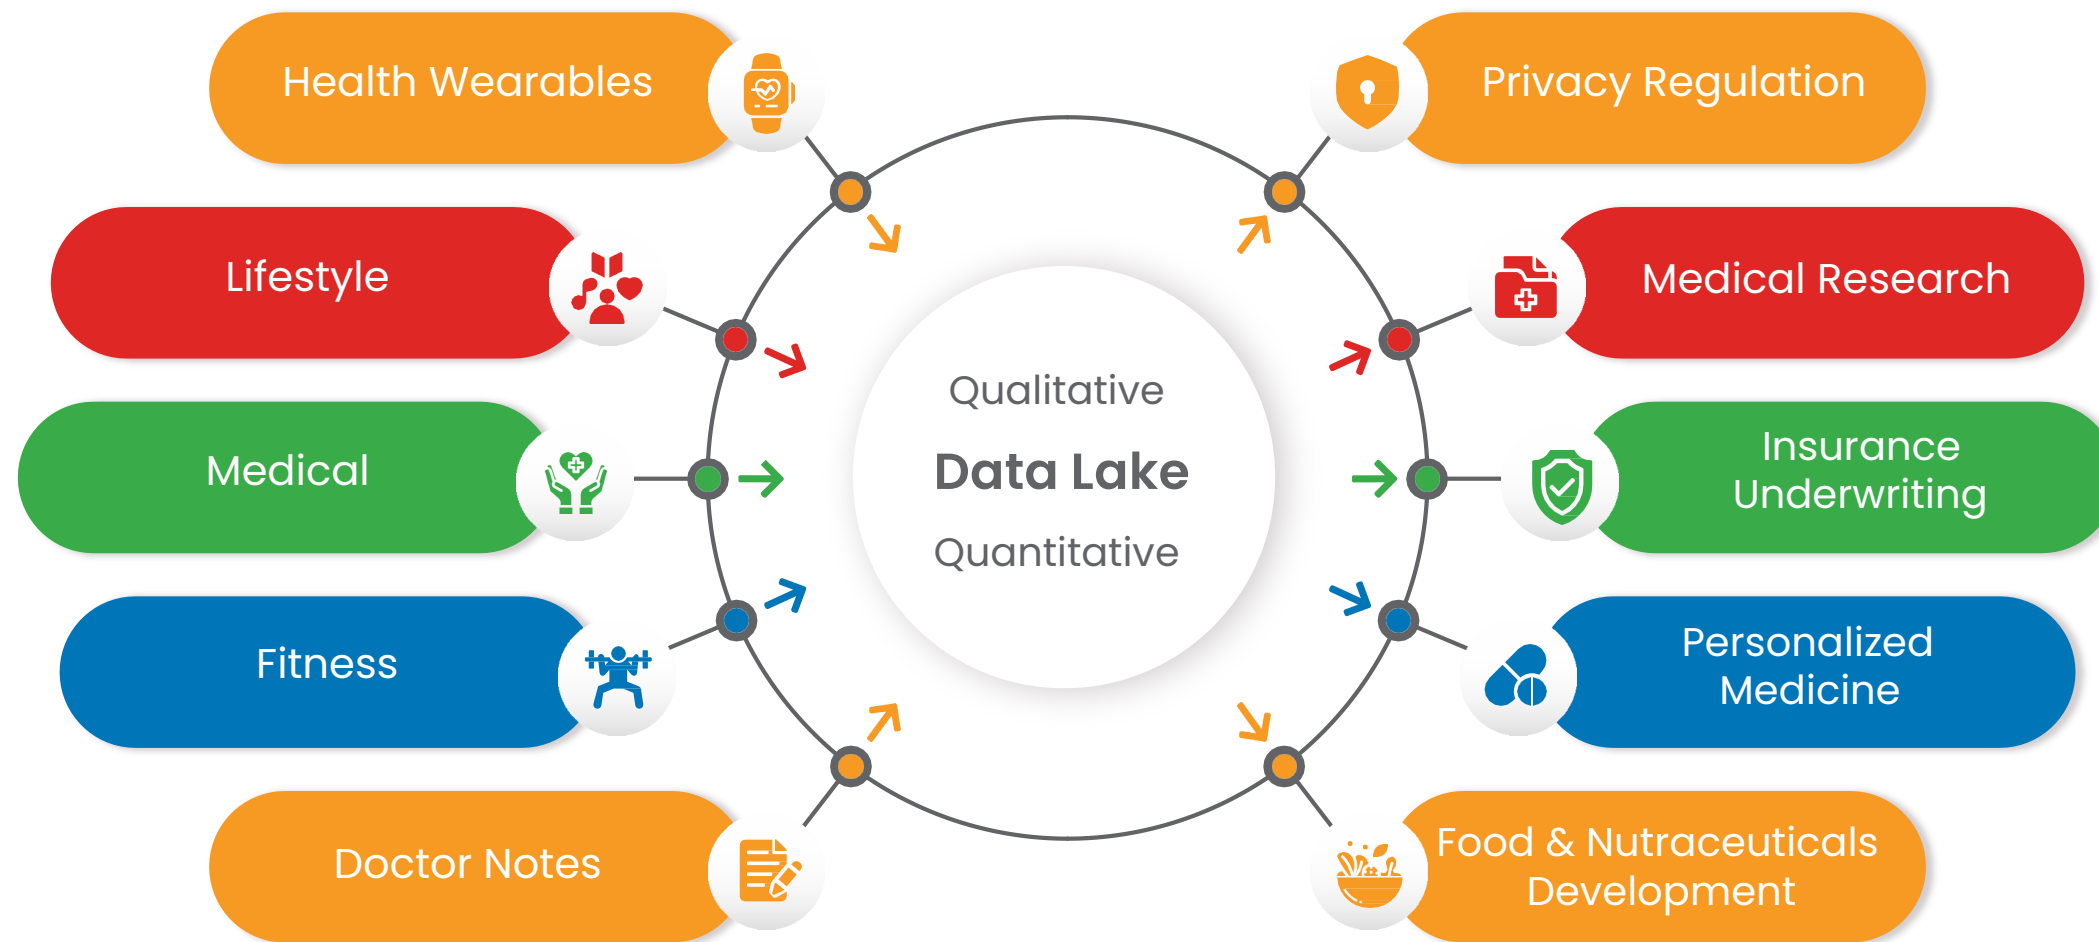 Health Wearables
Lifestyle
Medical
Fitness
Doctor Notes
Qualitative
Data Lake
Quantitative
Privacy Regulation
Medical Research
Insurance
Underwriting
Personalized
Medicine
Food & Nutraceuticals
Development